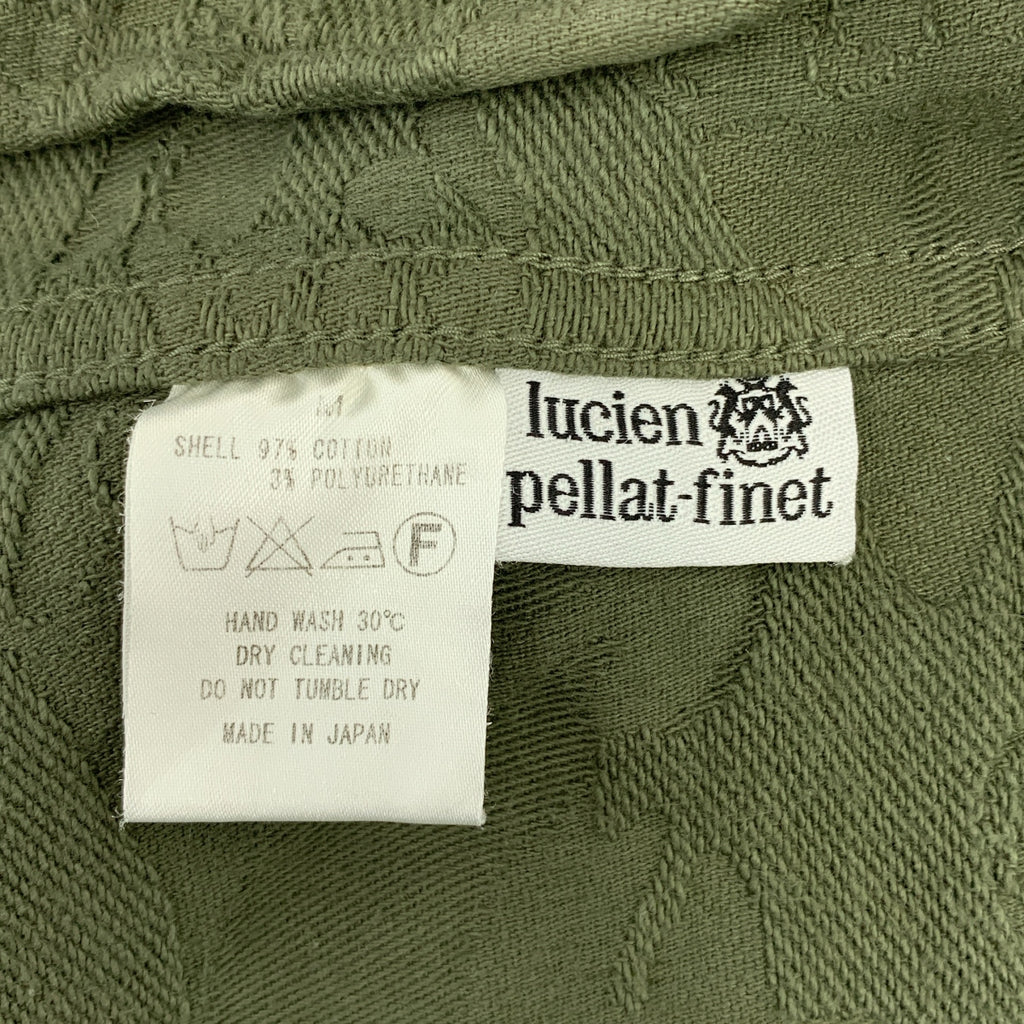 M
SHELL 97% COTTON
3% POLYURETHANE
F
HAND WASH 30℃
DRY CLEANING
DO NOT TUMBLE DRY
MADE IN JAPAN
lucien
pellat-finet